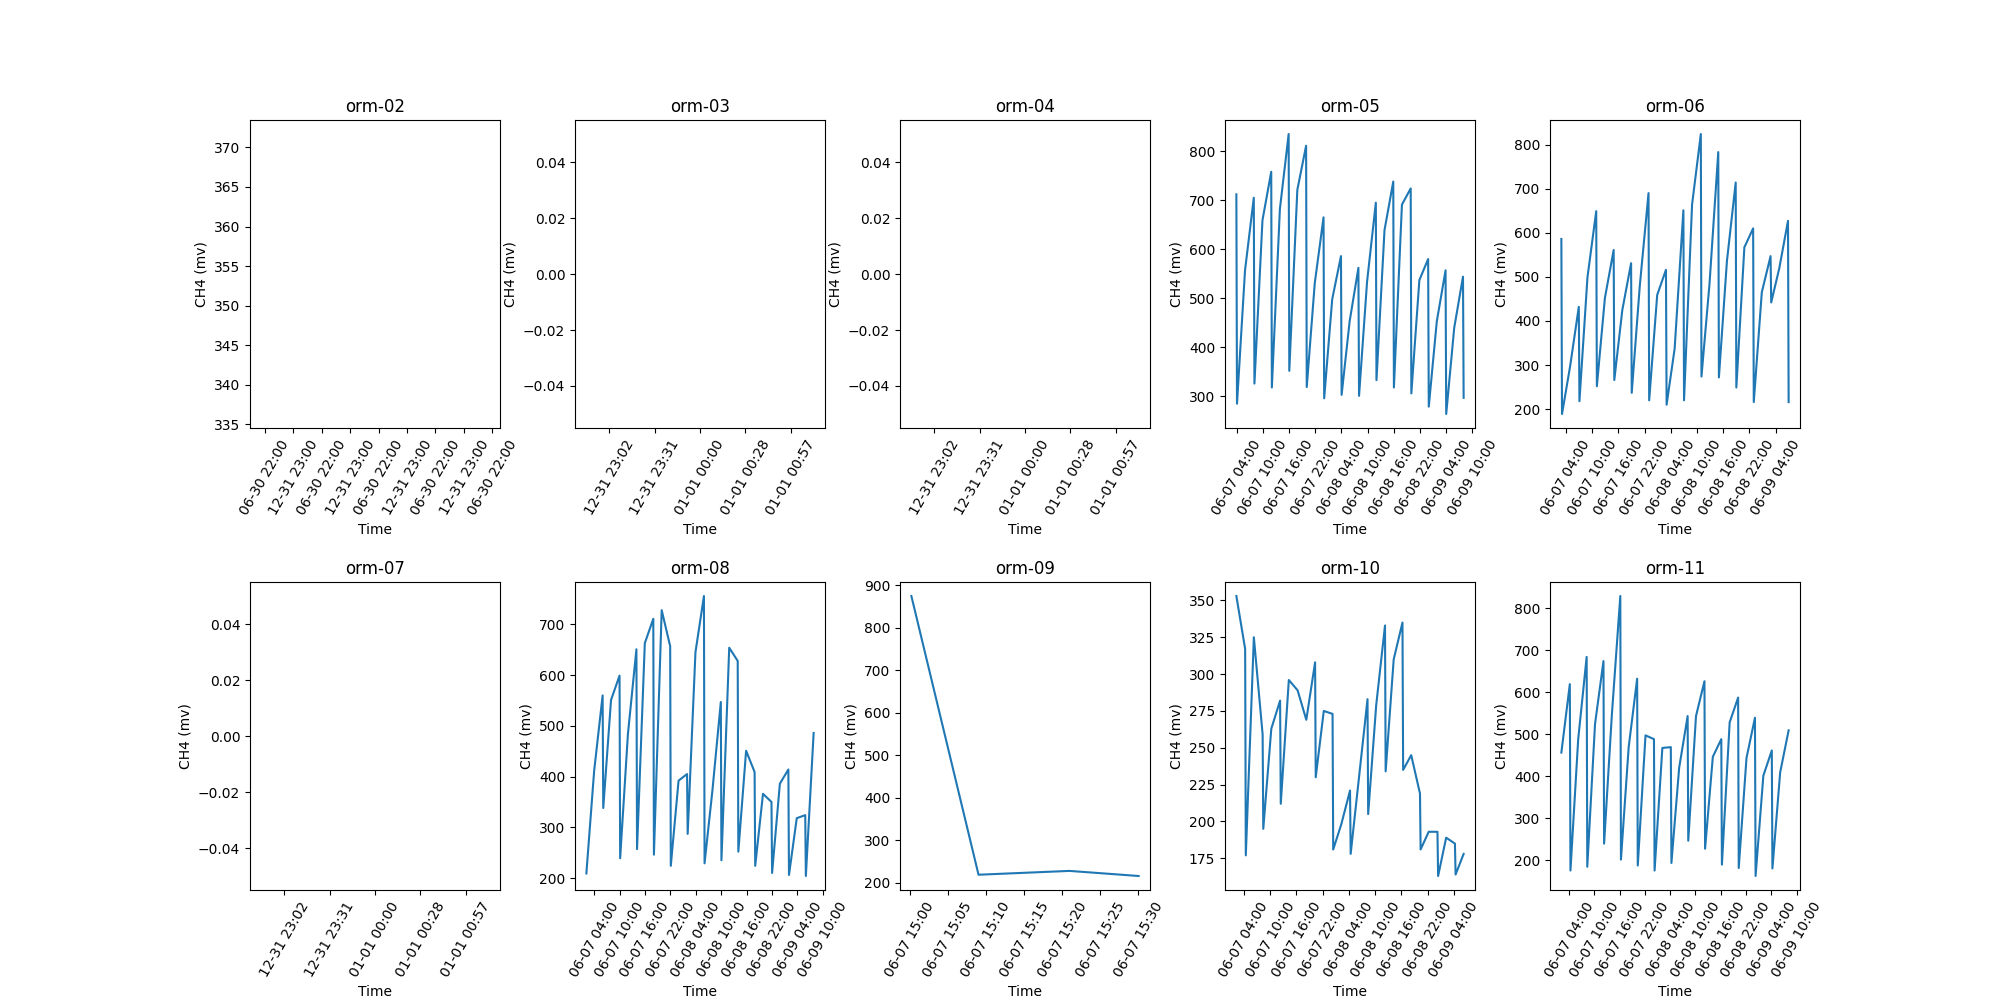 orm-02 orm-03 orm-04 orm-05 orm-06
CH4 (mv)
370
365
360
355
350
345
340
335
06-30 22:00 12-31 23:00 06-30 22:00 12-31 23:00 06-30 22:00 12-31 23:00 06-30 22:00 12-31 23:00 06-30 22:00
Time
CH4 (mv)
0.04
0.02
0.00
−0.02
−0.04
12-31 23:02 12-31 23:31 01-01 00:00 01-01 00:28 01-01 00:57
Time
CH4 (mv)
0.04
0.02
0.00
−0.02
−0.04
12-31 23:02 12-31 23:31 01-01 00:00 01-01 00:28 01-01 00:57
Time
CH4 (mv)
800
700
600
500
400
300
06-07 04:00 06-07 10:00 06-07 16:00 06-07 22:00 06-08 04:00 06-08 10:00 06-08 16:00 06-08 22:00 06-09 04:00 06-09 10:00
Time
CH4 (mv)
800
700
600
500
400
300
200
06-07 04:00 06-07 10:00 06-07 16:00 06-07 22:00 06-08 04:00 06-08 10:00 06-08 16:00 06-08 22:00 06-09 04:00
Time
orm-07 orm-08 orm-09 orm-10 orm-11
CH4 (mv)
0.04
0.02
0.00
−0.02
−0.04
12-31 23:02 12-31 23:31 01-01 00:00 01-01 00:28 01-01 00:57
Time
CH4 (mv)
700
600
500
400
300
200
06-07 04:00 06-07 10:00 06-07 16:00 06-07 22:00 06-08 04:00 06-08 10:00 06-08 16:00 06-08 22:00 06-09 04:00 06-09 10:00
Time
CH4 (mv)
900
800
700
600
500
400
300
200
06-07 15:00 06-07 15:05 06-07 15:10 06-07 15:15 06-07 15:20 06-07 15:25 06-07 15:30
Time
CH4 (mv)
350
325
300
275
250
225
200
175
06-07 04:00 06-07 10:00 06-07 16:00 06-07 22:00 06-08 04:00 06-08 10:00 06-08 16:00 06-08 22:00 06-09 04:00
Time
CH4 (mv)
800
700
600
500
400
300
200
06-07 04:00 06-07 10:00 06-07 16:00 06-07 22:00 06-08 04:00 06-08 10:00 06-08 16:00 06-08 22:00 06-09 04:00 06-09 10:00
Time